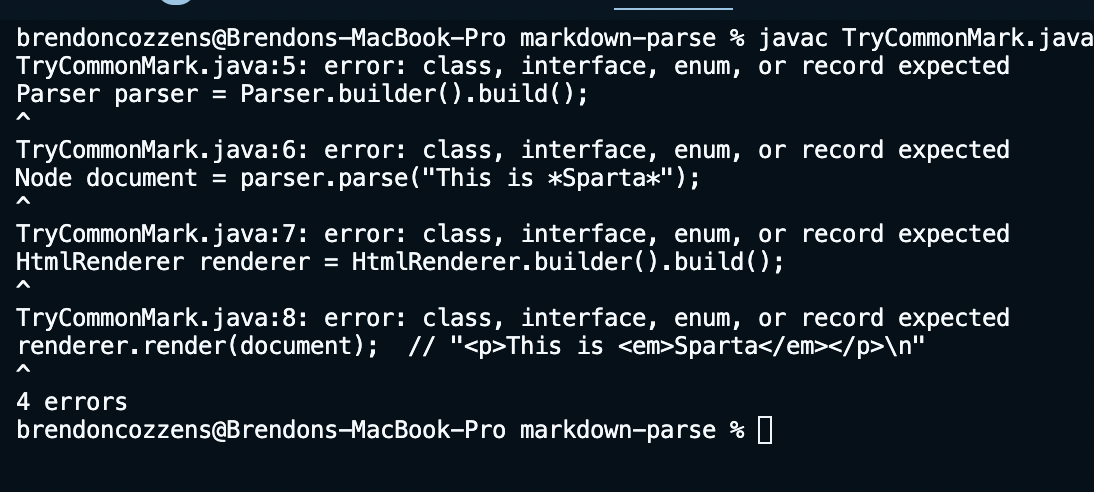 brendoncozzens@Brendons-MacBook-Pro markdown-parse % javac TryCommonMark.java
TryCommonMark.java:5: error: class, interface, enum, or record expected
Parser parser = Parser.builder().build();
^
TryCommonMark.java:6: error: class, interface, enum, or record expected
Node document = parser.parse("This is *Sparta*");
^
TryCommonMark.java:7: error: class, interface, enum, or record expected
HtmlRenderer renderer = HtmlRenderer.builder().build();
^
TryCommonMark.java:8: error: class, interface, enum, or record expected
renderer.render(document);  // "<p>This is <em>Sparta</em></p>\n"
^
4 errors
brendoncozzens@Brendons-MacBook-Pro markdown-parse %